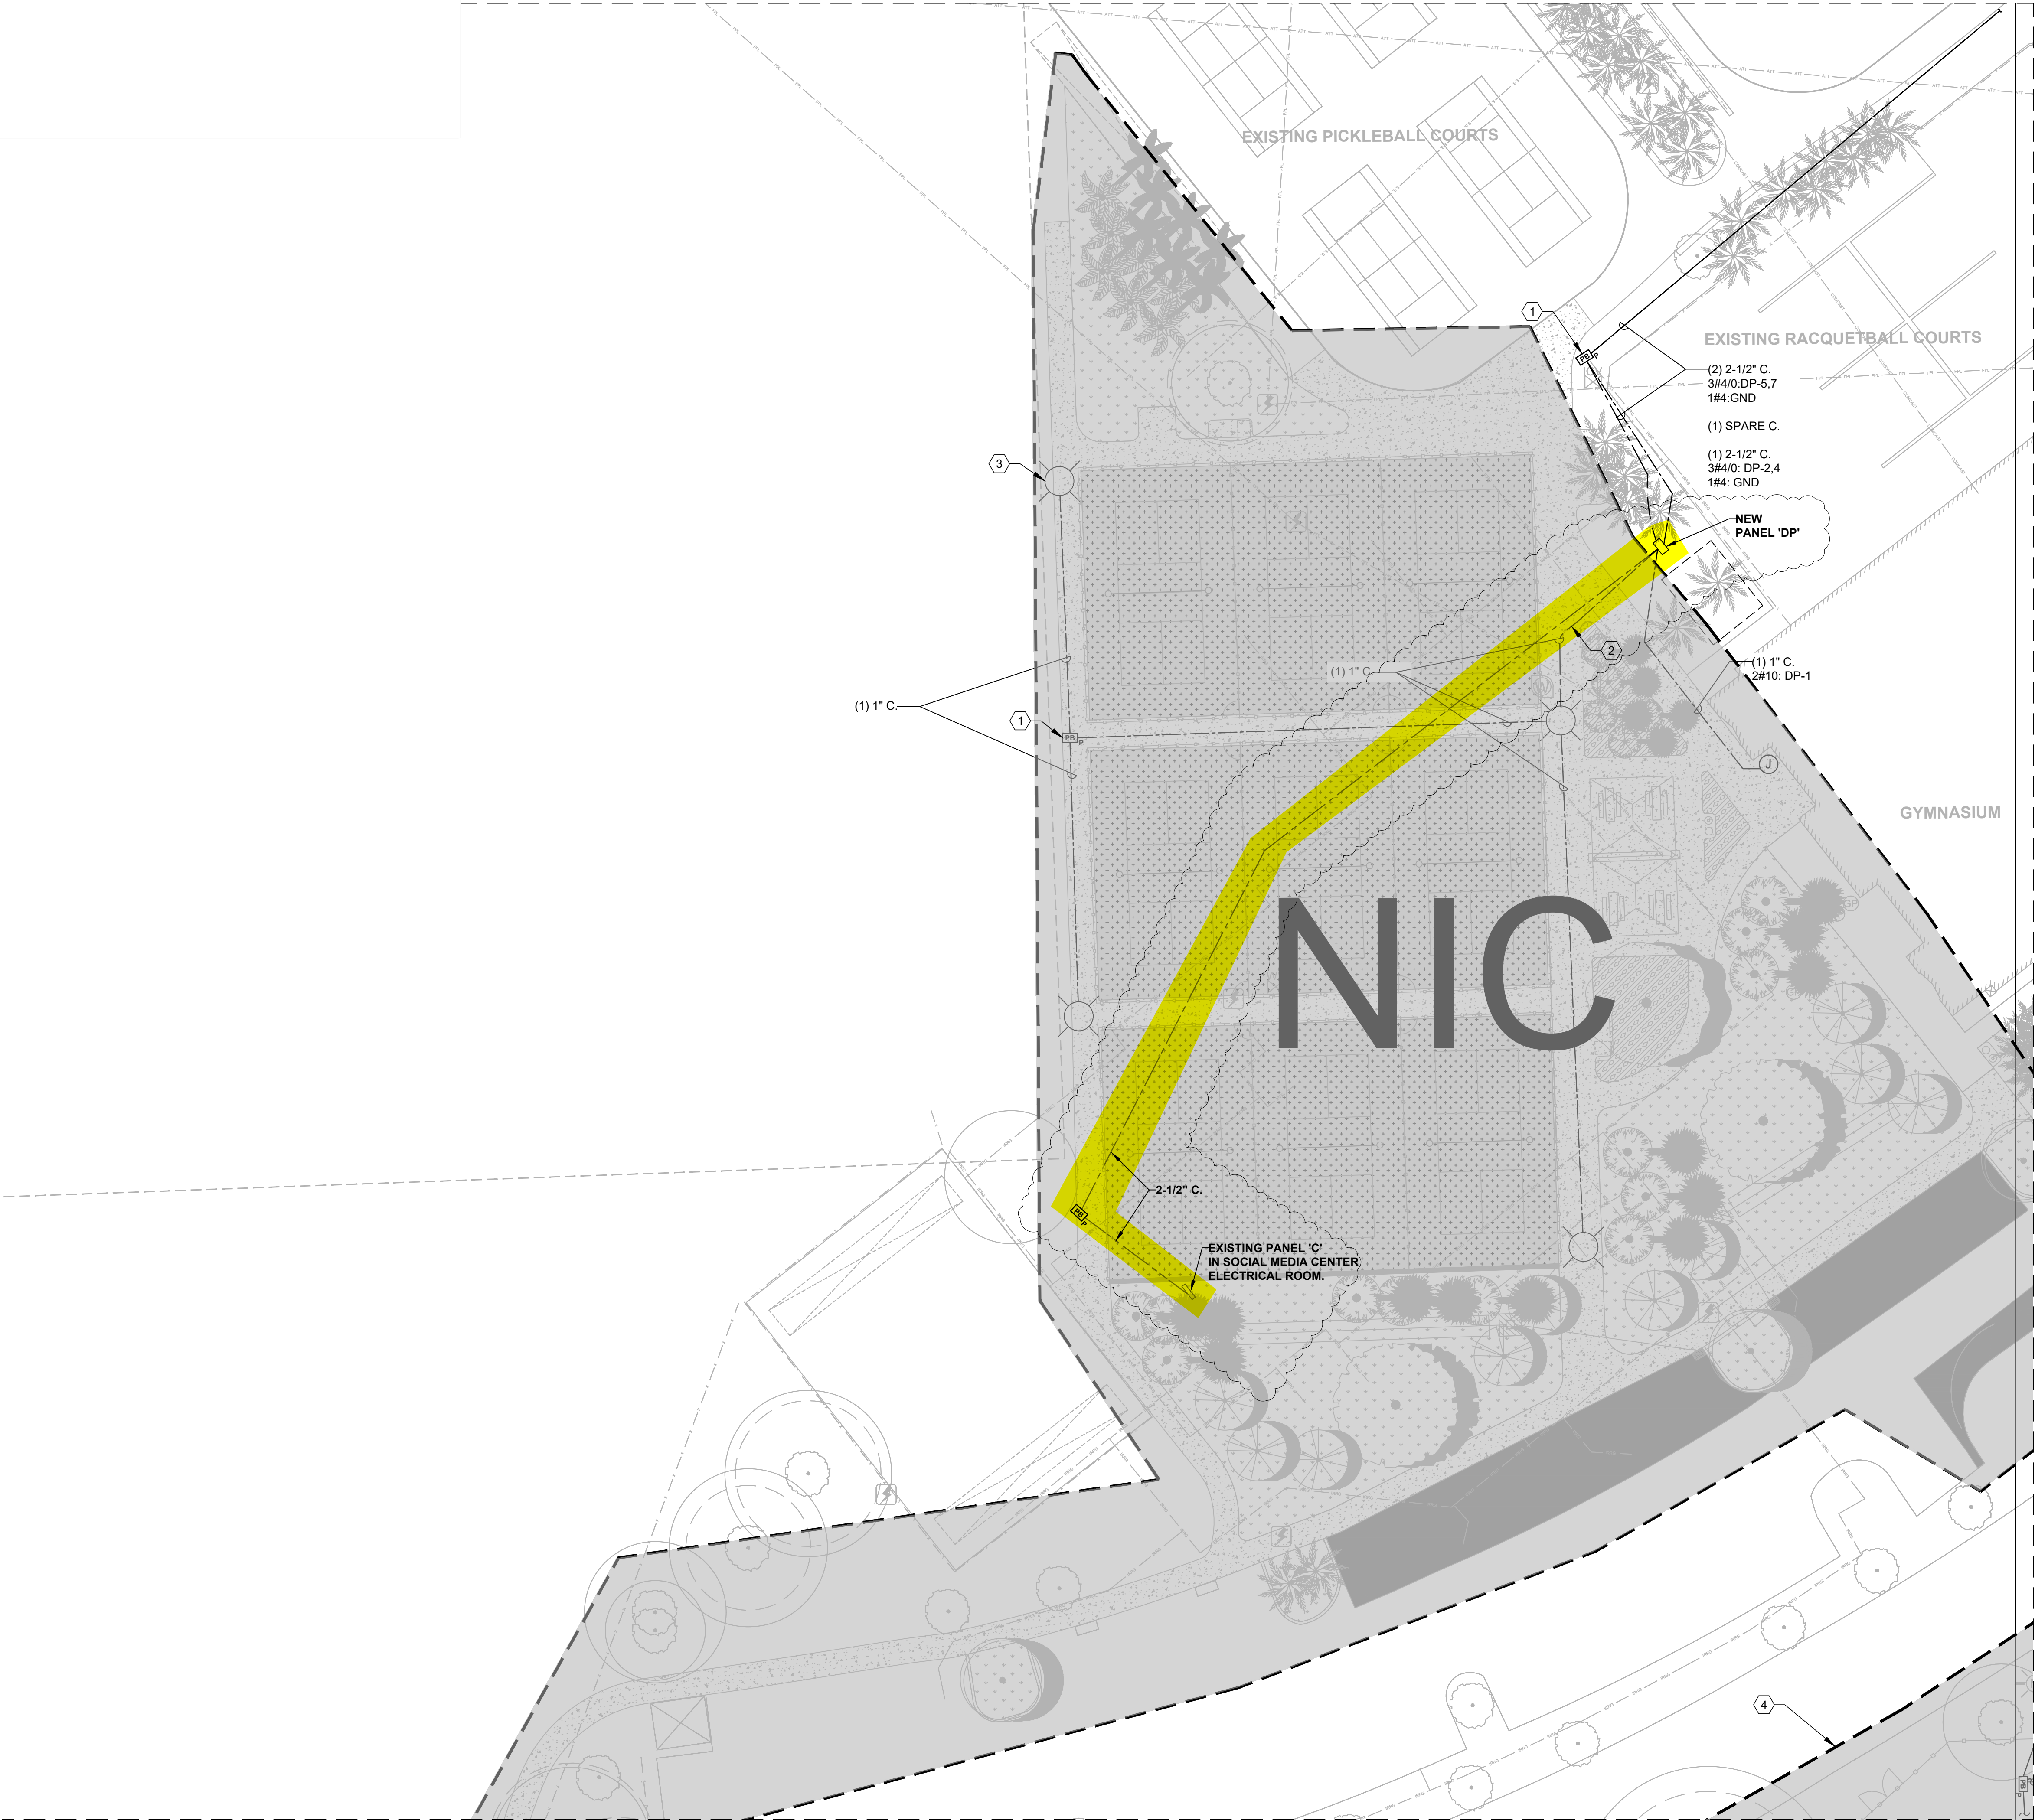 EXISTING PICKLEBALL COURTS
1
EXISTING RACQUETBALL COURTS
PB
P
(2) 2-1/2" C.
3#4/0:DP-5,7
1#4:GND
(1) SPARE C.
(1) 2-1/2" C.
3#4/0: DP-2,4
1#4: GND
3
NEW
PANEL 'DP'
2
(1) 1" C.
(1) 1" C.
2#10: DP-1
(1) 1" C.
1
PB
P
J
GYMNASIUM
NIC
2-1/2" C.
PB
P
EXISTING PANEL 'C'
IN SOCIAL MEDIA CENTER
ELECTRICAL ROOM.
4
PB
P